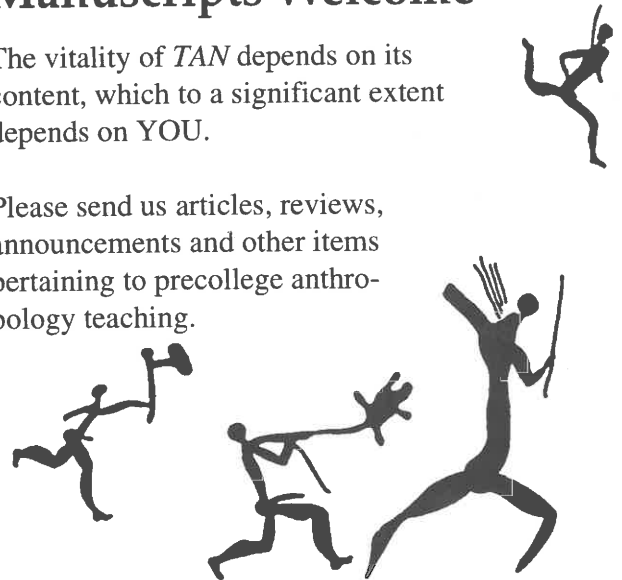 Manuscripts Welcome
The vitality of TAN depends on its
content, which to a significant extent
depends on YOU.
Please send us articles, reviews,
announcements and other items
pertaining to precollege anthro-
pology teaching.